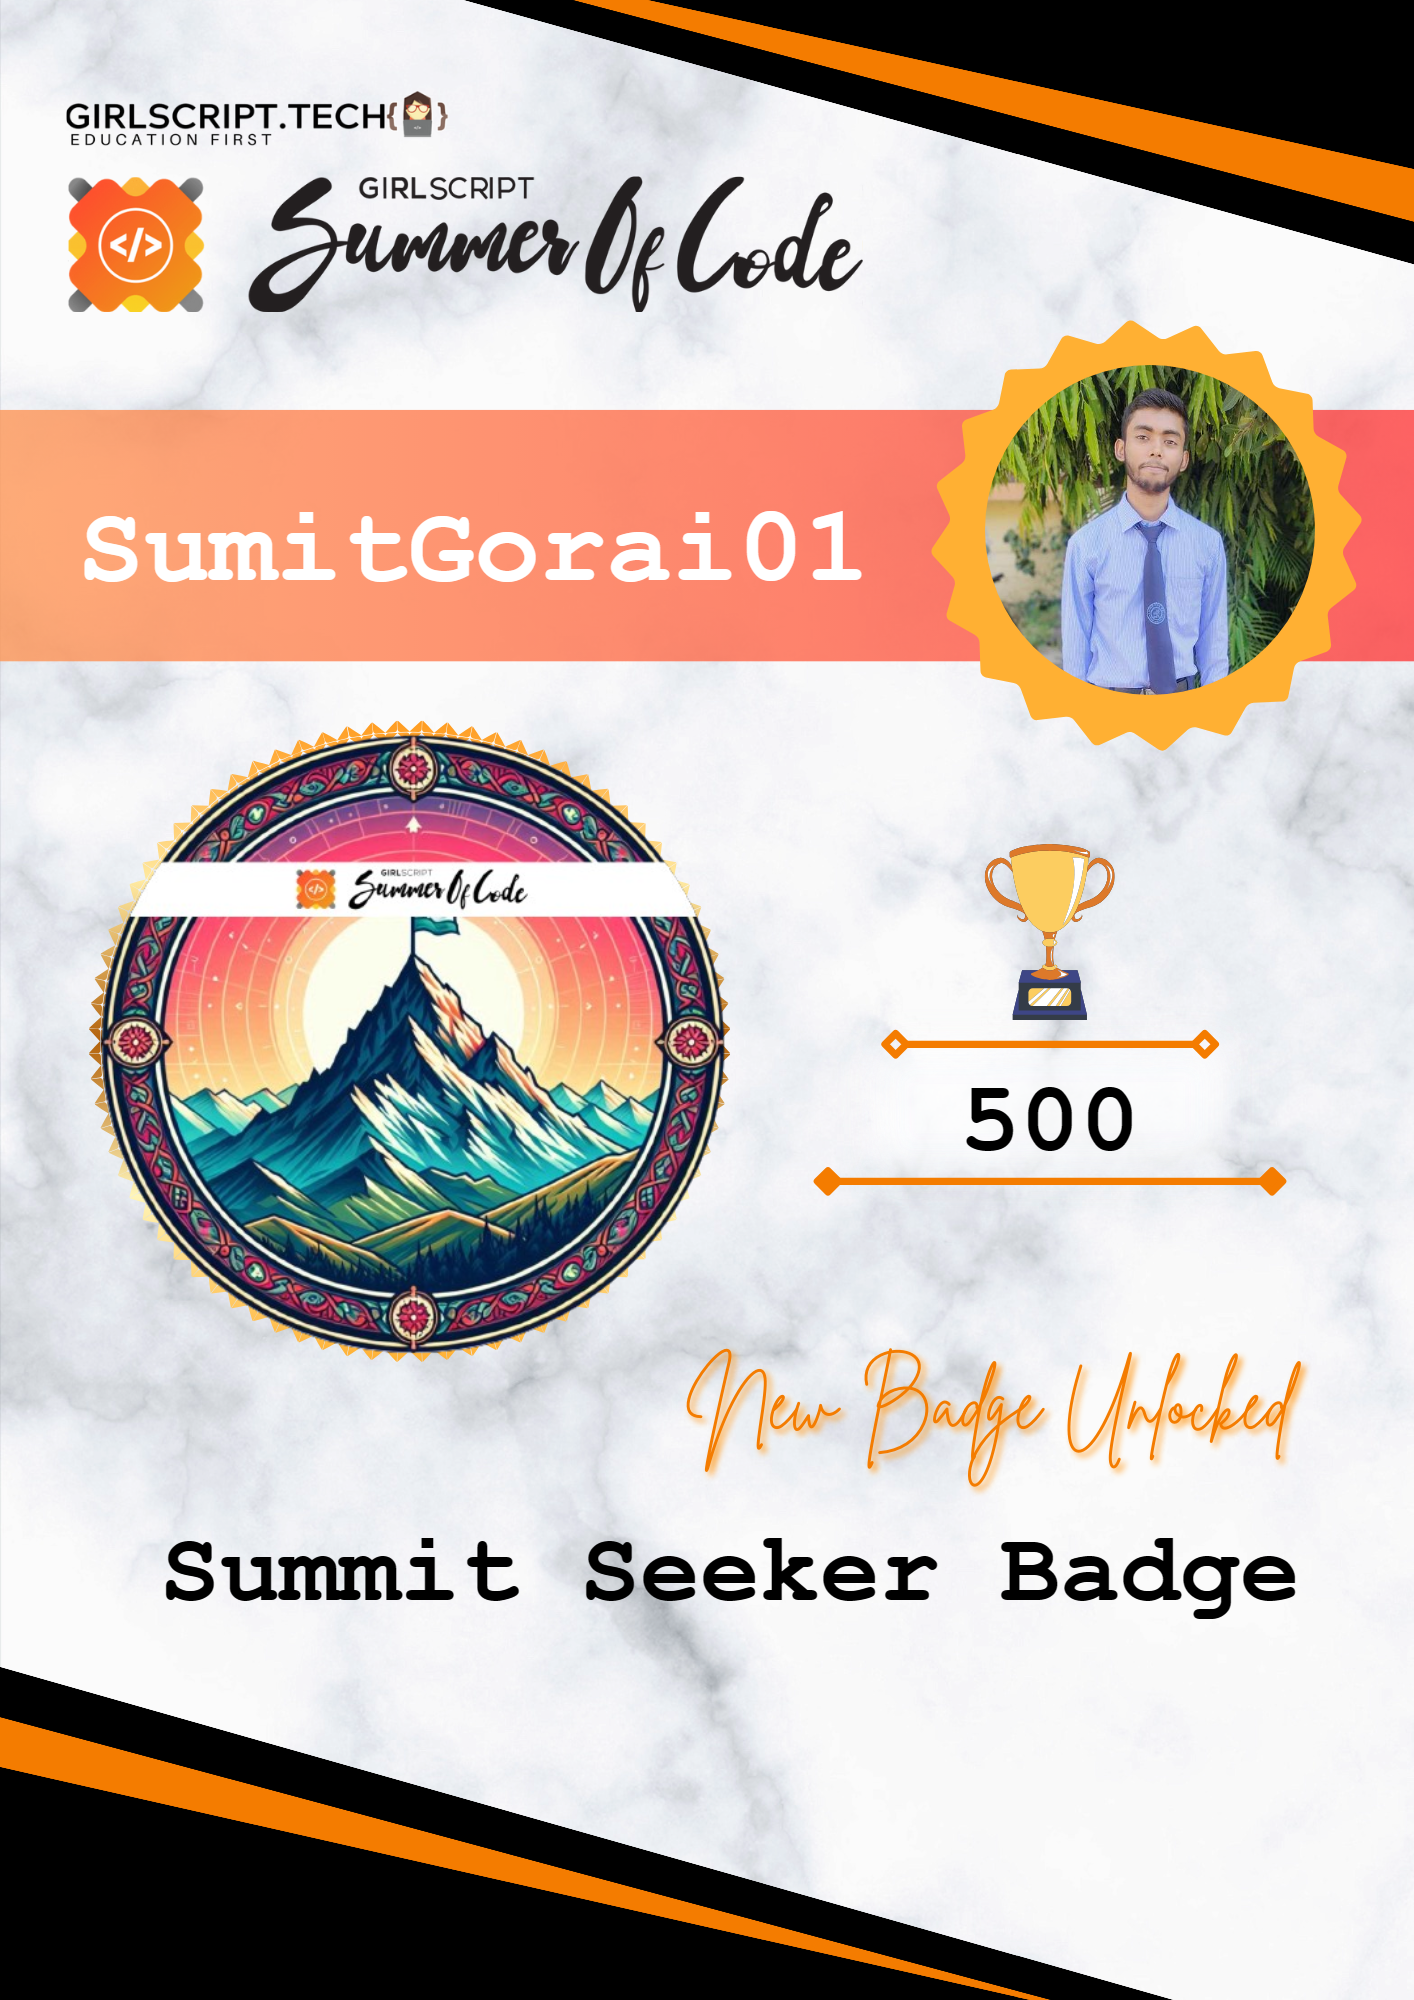 GIRLSCRIPT.TECH{ }
EDUCATION FIRST
GIRLSCRIPT
Summer Of Code
</>
SumitGorai01
GIRLSCRIPT
Summer Of Code
</>
500
New Badge Unlocked
Summit Seeker Badge